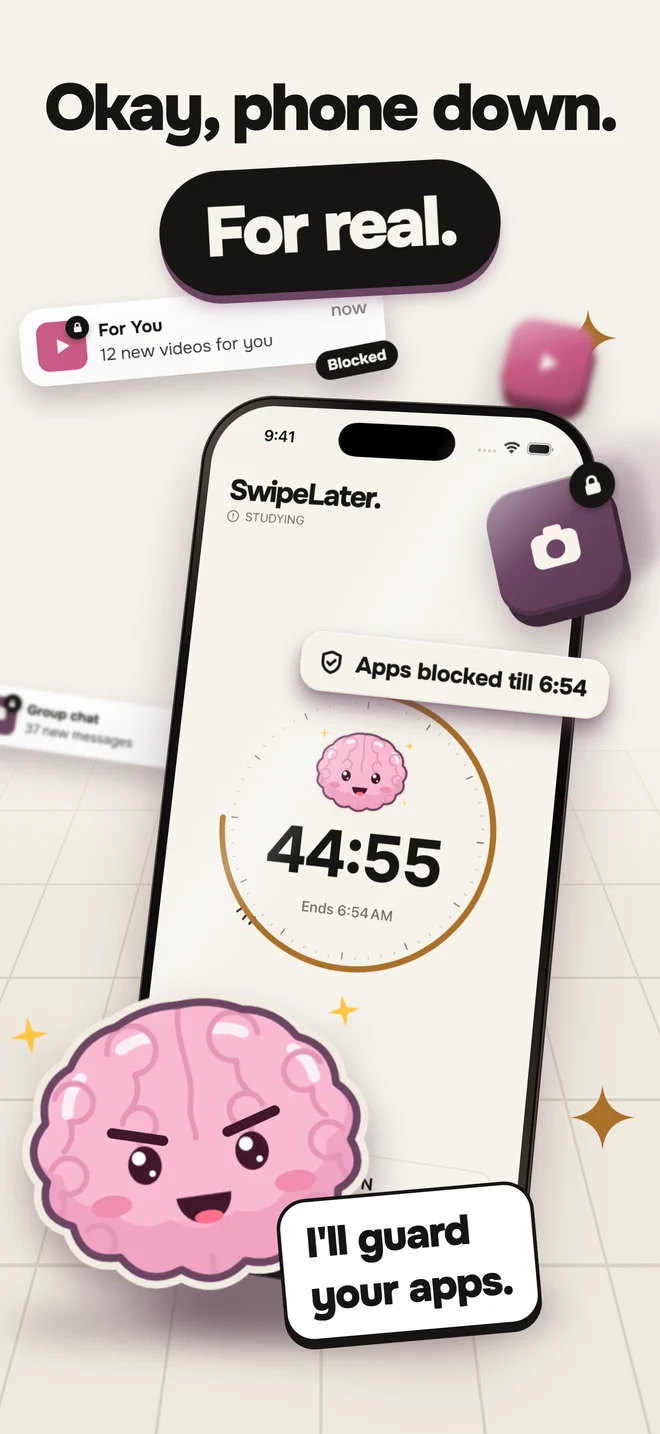 Okay, phone down.
For real.
now
For You
12 new videos for you
Blocked
9:41
SwipeLater.
STUDYING
Apps blocked till 6:54
Group chat
37 new messages
44:55
Ends 6:54 AM
N
I'll guard
your apps.